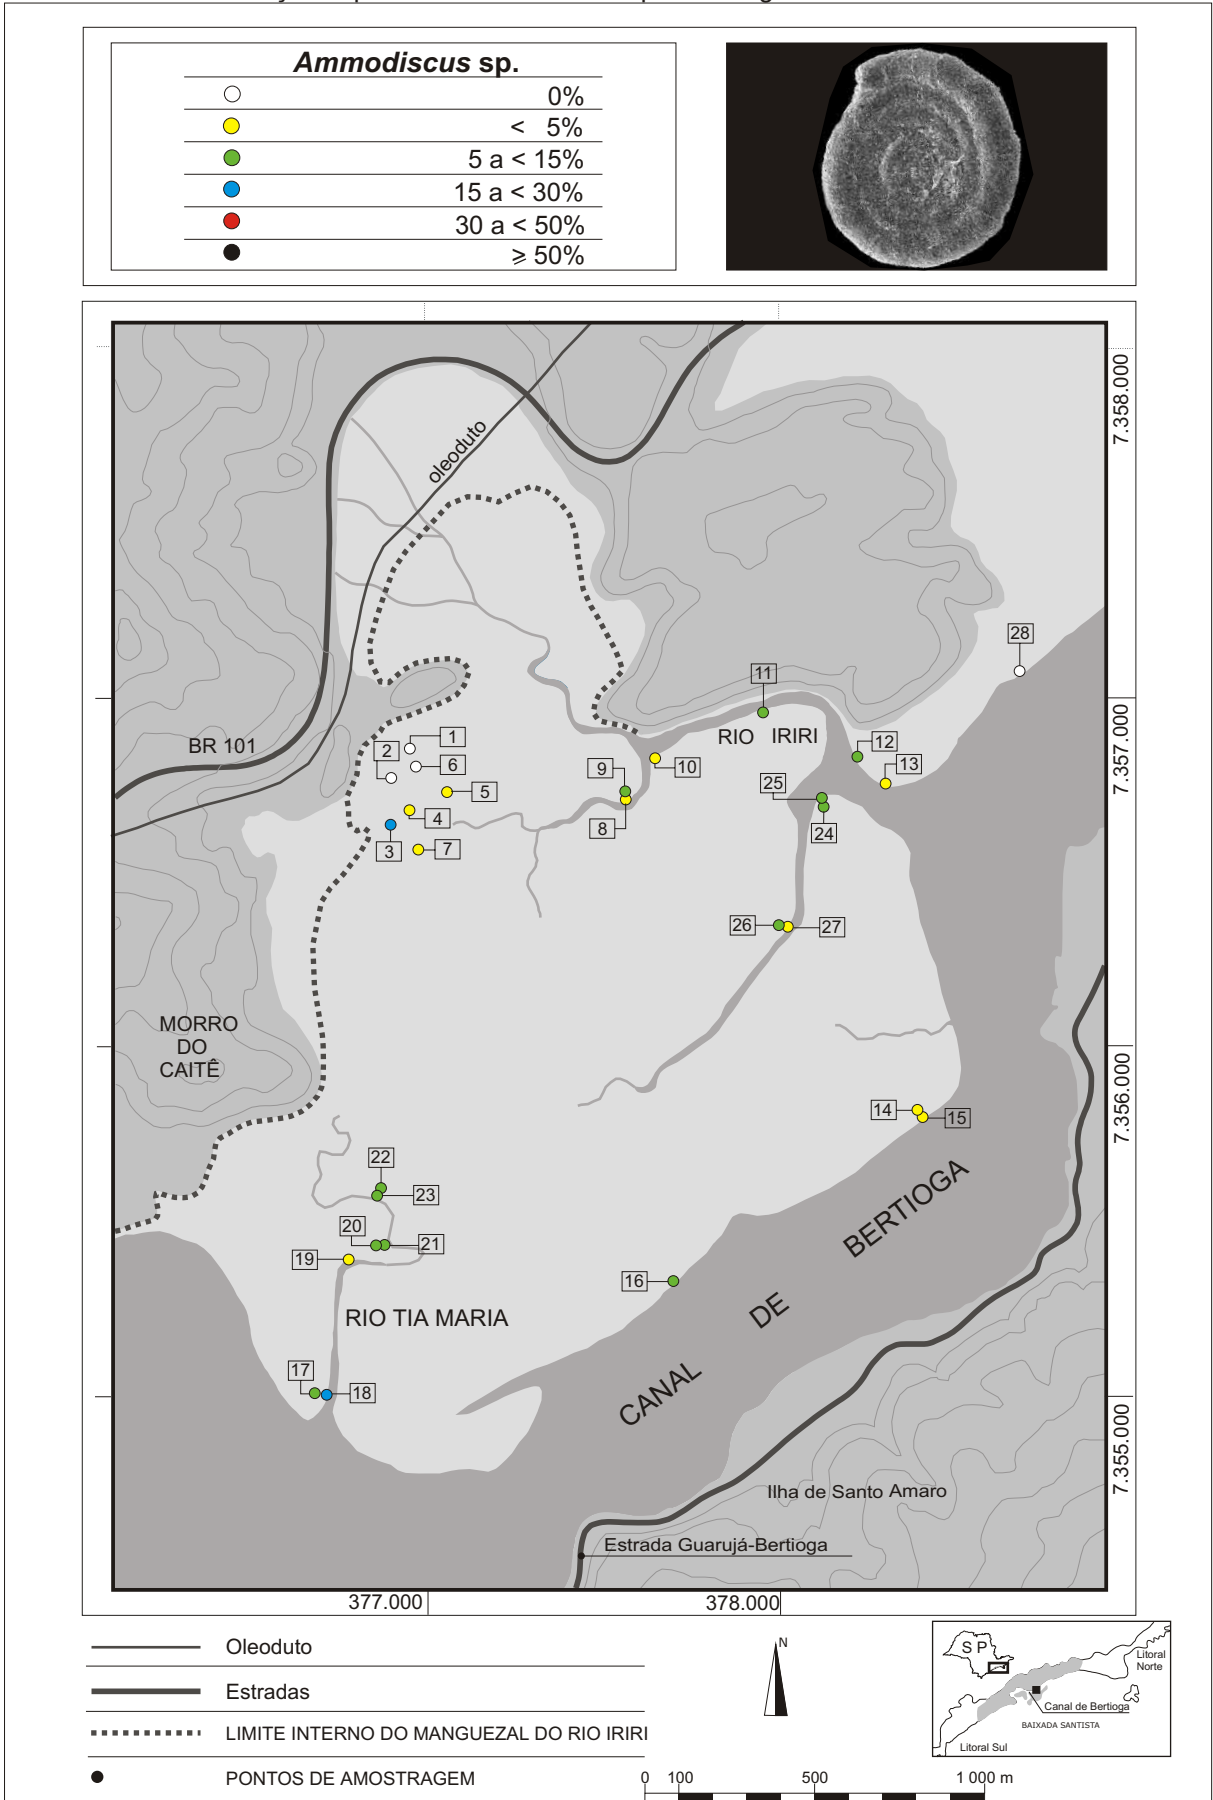 Ammodiscus sp.
0%
< 5%
5 a < 15%
15 a < 30%
30 a < 50%
⩾ 50%
7.358.000
oleoduto
28
11
RIO IRIRI
7.357.000
BR 101
1
2
6
12
13
10
9
5
25
4
8
24
3
7
26
27
MORRO
DO
CAITÊ
7.356.000
14
15
22
23
BERTIOGA
20
21
19
16
DE
RIO TIA MARIA
17
18
CANAL
7.355.000
Ilha de Santo Amaro
Estrada Guarujá-Bertioga
377.000
378.000
Oleoduto
Estradas
LIMITE INTERNO DO MANGUEZAL DO RIO IRIRI
PONTOS DE AMOSTRAGEM
N
S P
Litoral
Norte
Canal de Bertioga
BAIXADA SANTISTA
Litoral Sul
0 100 500 1 000 m